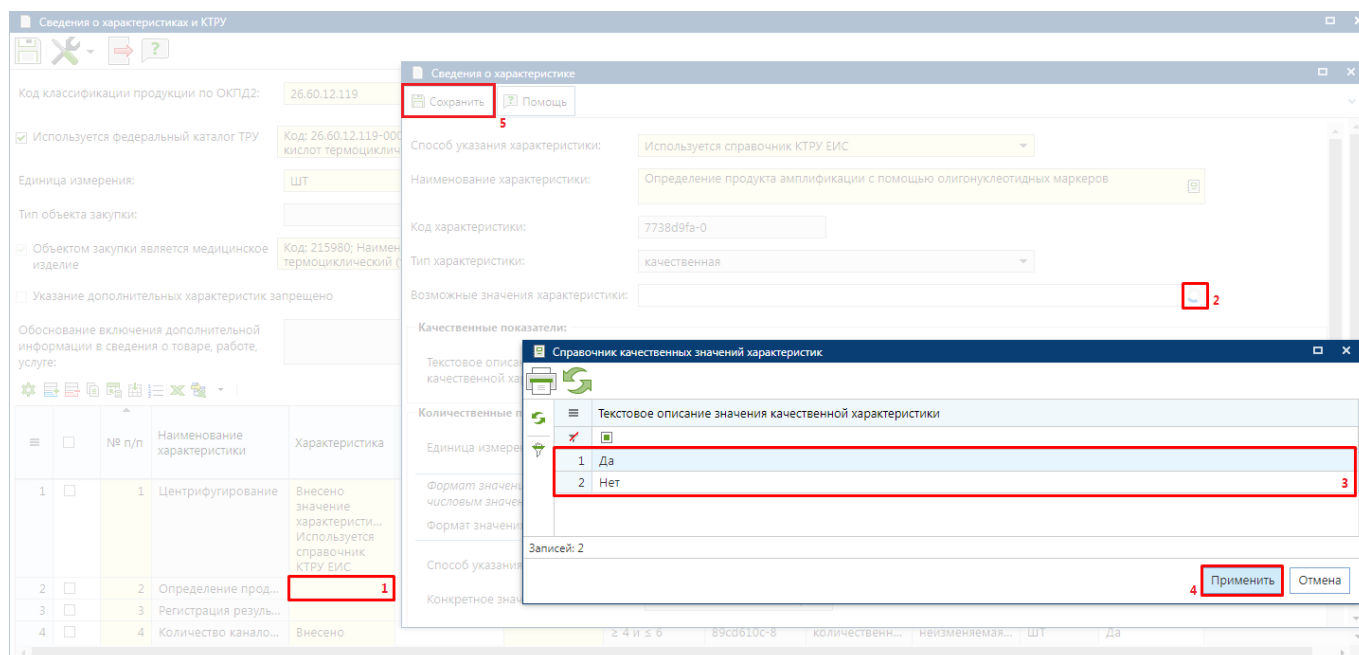 Сведения о характеристиках и КТРУ
Код классификации продукции по ОКПД2:
26.60.12.119
Используется федеральный каталог ТРУ
Код: 26.60.12.119-000
кислот термоциклич
Единица измерения:
ШТ
Тип объекта закупки:
Объектом закупки является медицинское
изделие
Код: 215980; Наимен
термоциклический (
Указание дополнительных характеристик запрещено
Обоснование включения дополнительной
информации в сведения о товаре, работе,
услуге:
№ п/п
Наименование
характеристики
Характеристика
1
1
Центрифугирование
Внесено
значение
характеристи...
Используется
справочник
КТРУ ЕИС
2
2
Определение прод...
1
3
3
Регистрация резуль...
4
4
Количество канало...
Внесено
≥ 4 и ≤ 6
89cd610c-8
количественн...
неизменяемая...
ШТ
Да
Сведения о характеристике
Сохранить
Помощь
5
Способ указания характеристики:
Используется справочник КТРУ ЕИС
Наименование характеристики:
Определение продукта амплификации с помощью олигонуклеотидных маркеров
Код характеристики:
7738d9fa-0
Тип характеристики:
качественная
Возможные значения характеристики:
2
Качественные показатели:
Текстовое описа
качественной ха
Количественные п
Единица измере
Формат значени
числовым значе
Формат значени
Способ указания
Конкретное знач
Справочник качественных значений характеристик
Текстовое описание значения качественной характеристики
1
Да
2
Нет
3
Записей: 2
4
Применить
Отмена